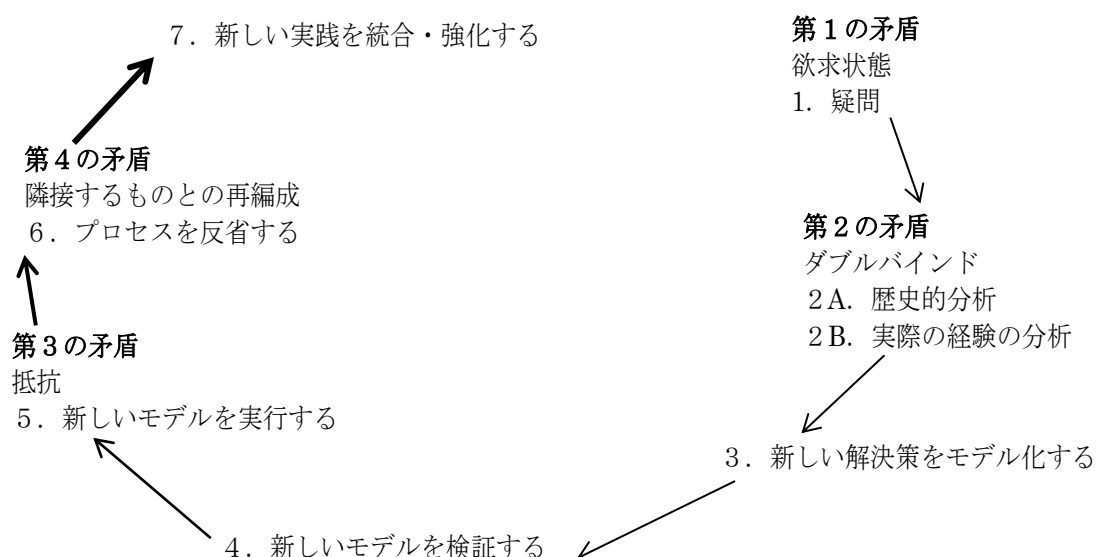 第１の矛盾
欲求状態
1. 疑問
第２の矛盾
ダブルバインド
２A. 歴史的分析
２B. 実際の経験の分析
３. 新しい解決策をモデル化する
４. 新しいモデルを検証する
第３の矛盾
抵抗
５. 新しいモデルを実行する
第４の矛盾
隣接するものとの再編成
６. プロセスを反省する
７. 新しい実践を統合・強化する